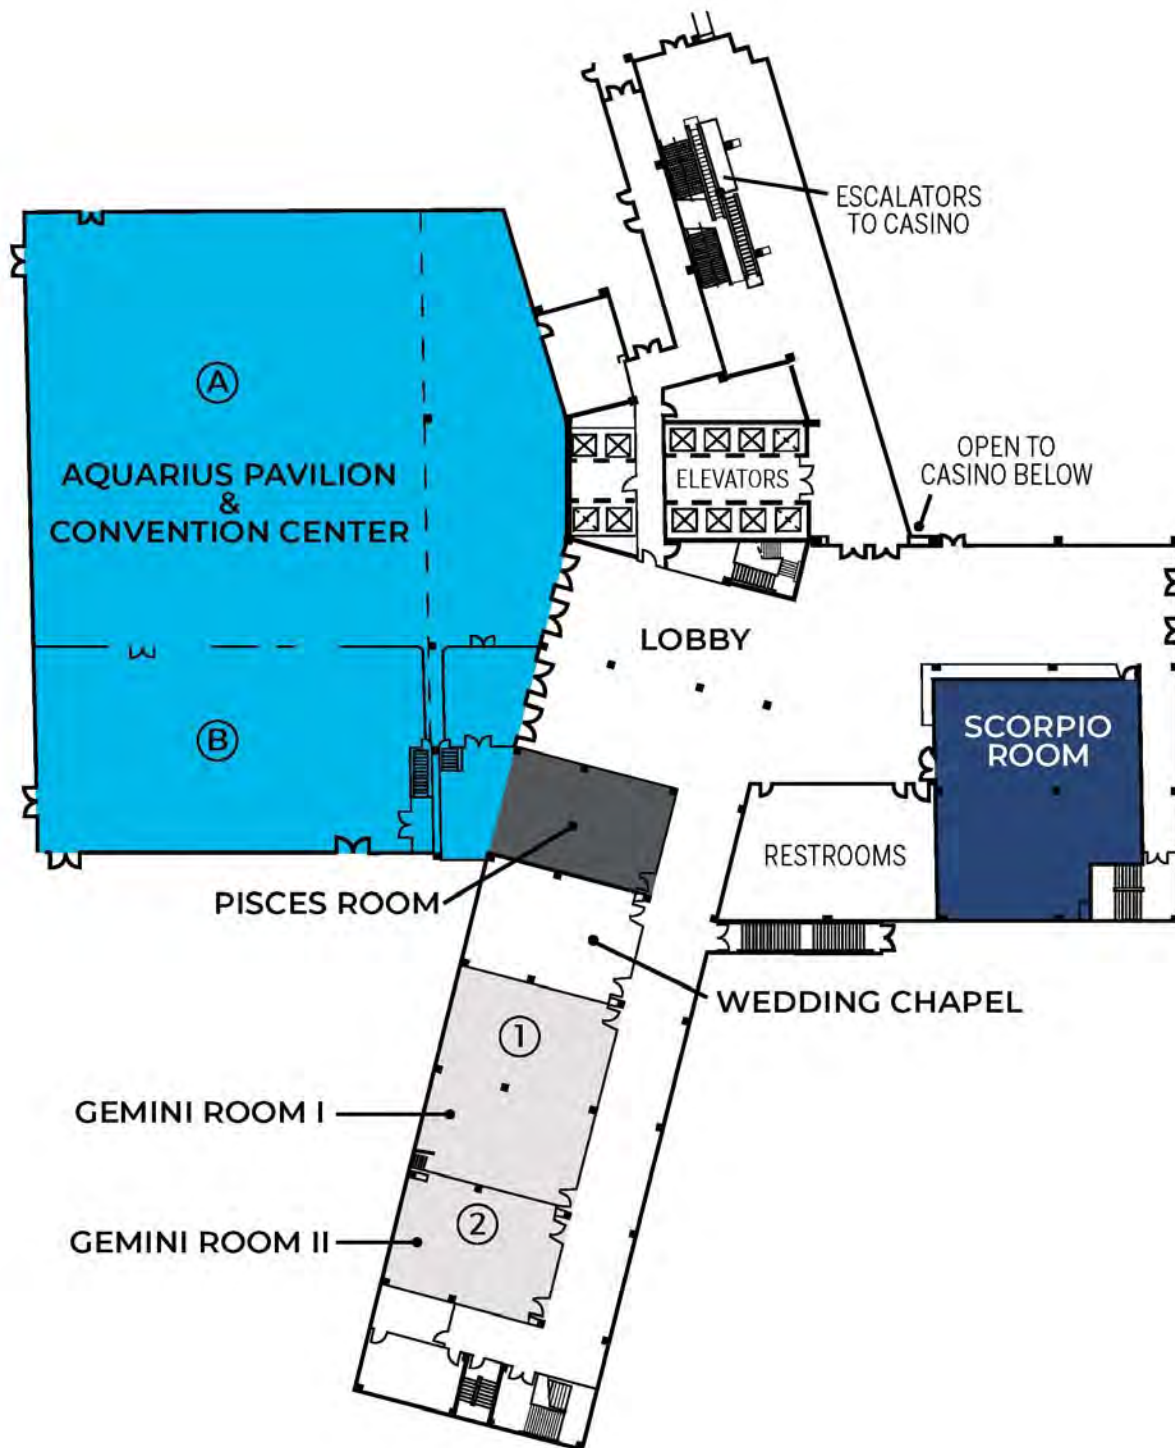 ESCALATORS
TO CASINO
A
AQUARIUS PAVILION
&
CONVENTION CENTER
ELEVATORS
OPEN TO
CASINO BELOW
LOBBY
B
SCORPIO
ROOM
RESTROOMS
PISCES ROOM
WEDDING CHAPEL
1
GEMINI ROOM I
2
GEMINI ROOM II